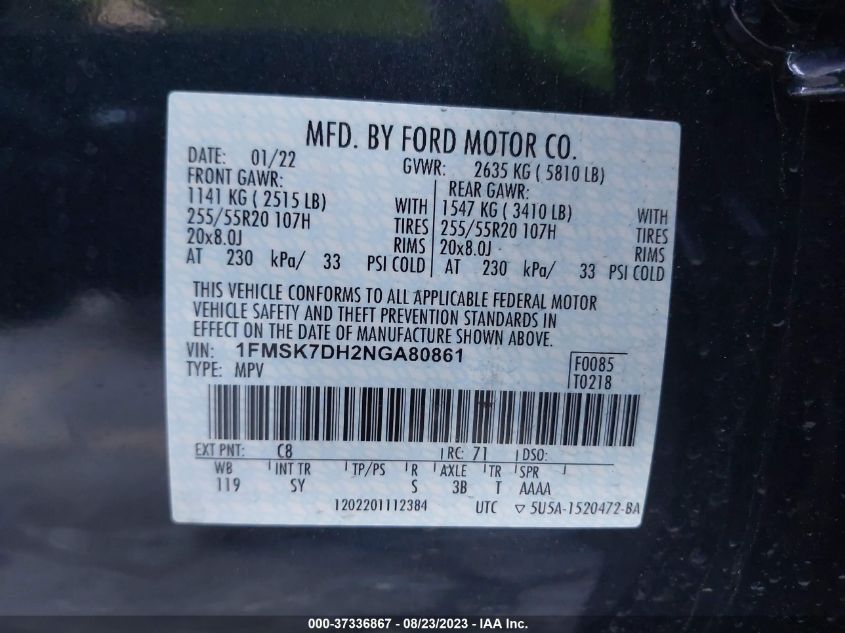 MFD. BY FORD MOTOR CO.
DATE: 01/22 GVWR: 2635 KG ( 5810 LB)
FRONT GAWR: REAR GAWR:
1141 KG ( 2515 LB) WITH 1547 KG ( 3410 LB) WITH
255/55R20 107H TIRES 255/55R20 107H TIRES
20x8.0J RIMS 20x8.0J RIMS
AT 230 kPa/ 33 PSI COLD AT 230 kPa/ 33 PSI COLD
THIS VEHICLE CONFORMS TO ALL APPLICABLE FEDERAL MOTOR
VEHICLE SAFETY AND THEFT PREVENTION STANDARDS IN
EFFECT ON THE DATE OF MANUFACTURE SHOWN ABOVE.
VIN: 1FMSK7DH2NGA80861 F0085
TYPE: MPV T0218
EXT PNT: C8 RC: 71 DSO:
WB INT TR TP/PS R AXLE TR SPR
119 SY S 3B T AAAA
1202201112384 UTC ▽ 5U5A-1520472-BA
000-37336867 - 08/23/2023 - IAAI.com